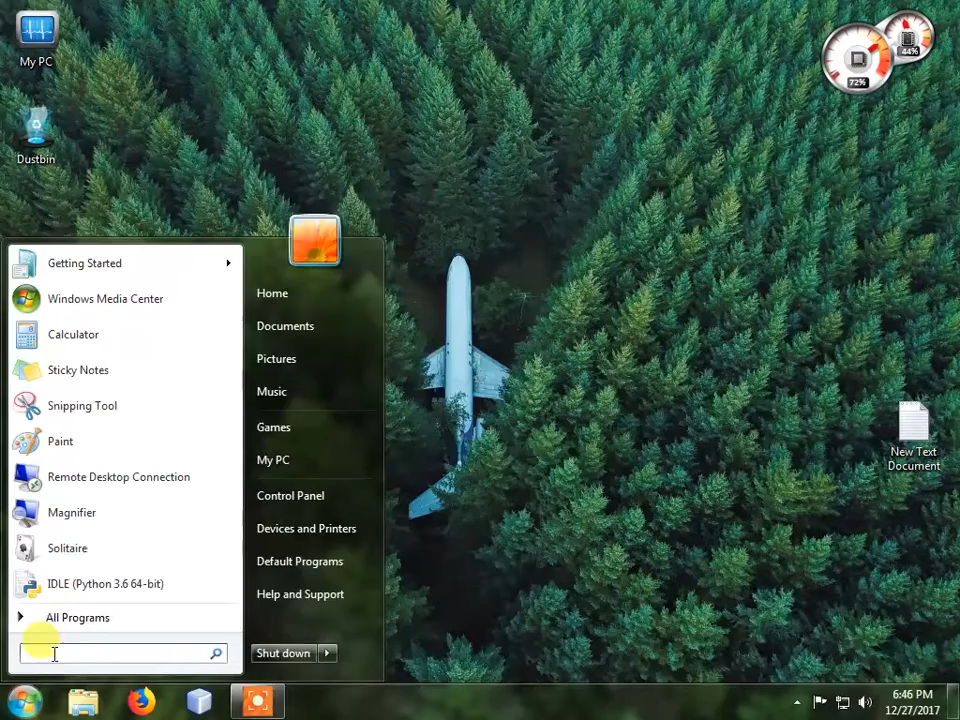 My PC
Dustbin
44%
72%
Getting Started
Windows Media Center
Calculator
Sticky Notes
Snipping Tool
Paint
Remote Desktop Connection
Magnifier
Solitaire
IDLE (Python 3.6 64-bit)
All Programs
Home
Documents
Pictures
Music
Games
My PC
Control Panel
Devices and Printers
Default Programs
Help and Support
Shut down
New Text
Document
6:46 PM
12/27/2017